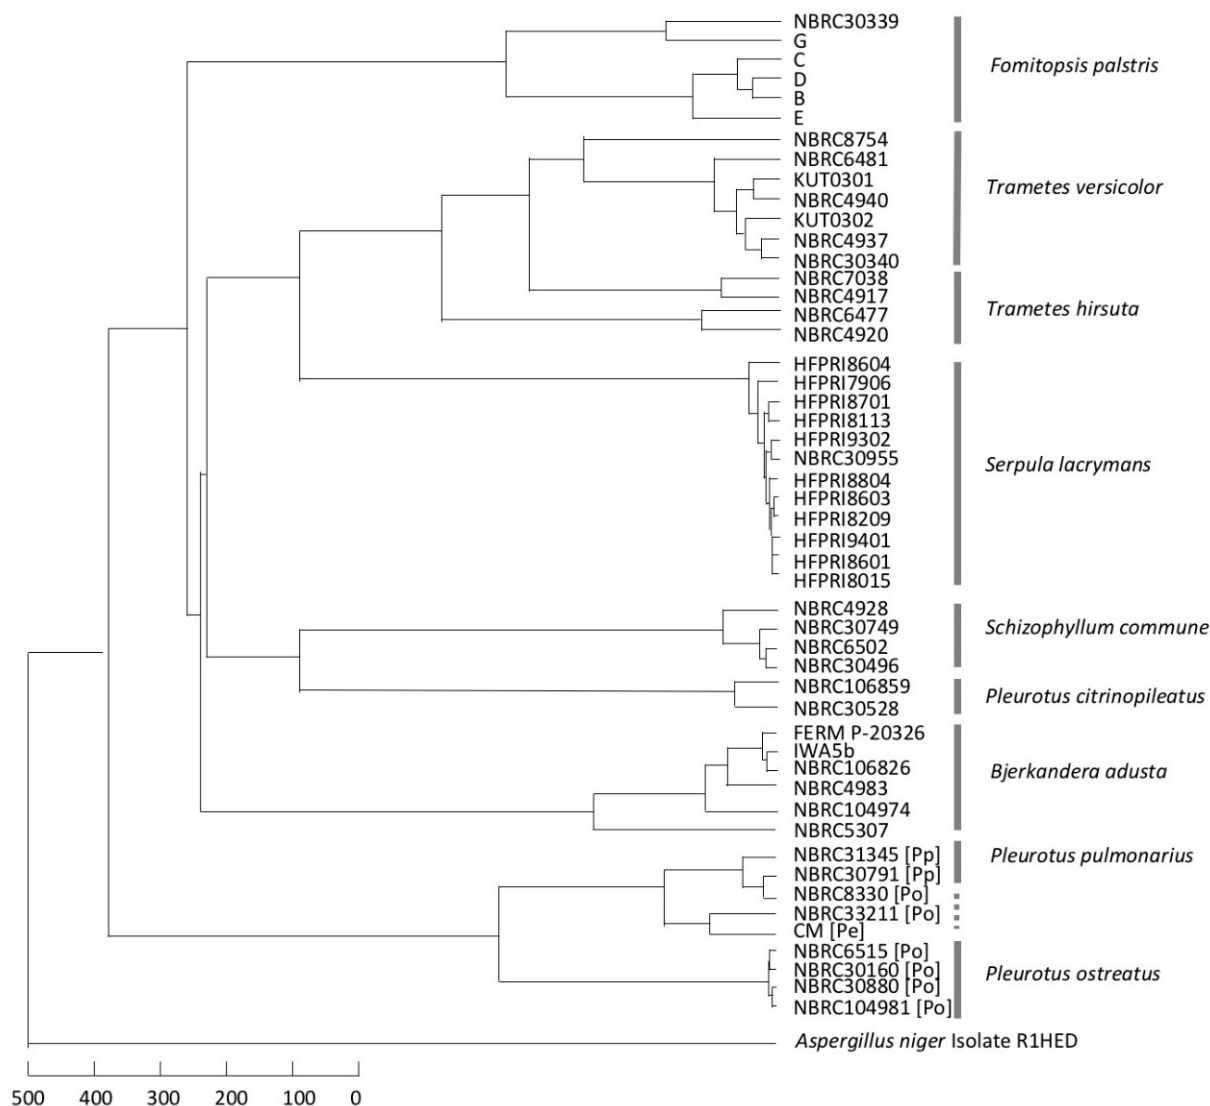 NBRC30339
G
C
D
B
E
Fomitopsis palstris
NBRC8754
NBRC6481
KUT0301
NBRC4940
KUT0302
NBRC4937
NBRC30340
Trametes versicolor
NBRC7038
NBRC4917
NBRC6477
NBRC4920
Trametes hirsuta
HFPRI8604
HFPRI7906
HFPRI8701
HFPRI8113
HFPRI9302
NBRC30955
HFPRI8804
HFPRI8603
HFPRI8209
HFPRI9401
HFPRI8601
HFPRI8015
Serpula lacrymans
NBRC4928
NBRC30749
NBRC6502
NBRC30496
Schizophyllum commune
NBRC106859
NBRC30528
Pleurotus citrinopileatus
FERM P-20326
IWA5b
NBRC106826
NBRC4983
NBRC104974
NBRC5307
Bjerkandera adusta
NBRC31345 [Pp]
NBRC30791 [Pp]
Pleurotus pulmonarius
NBRC8330 [Po]
NBRC33211 [Po]
CM [Pe]
NBRC6515 [Po]
NBRC30160 [Po]
NBRC30880 [Po]
NBRC104981 [Po]
Pleurotus ostreatus
Aspergillus niger Isolate R1HED
500 400 300 200 100 0